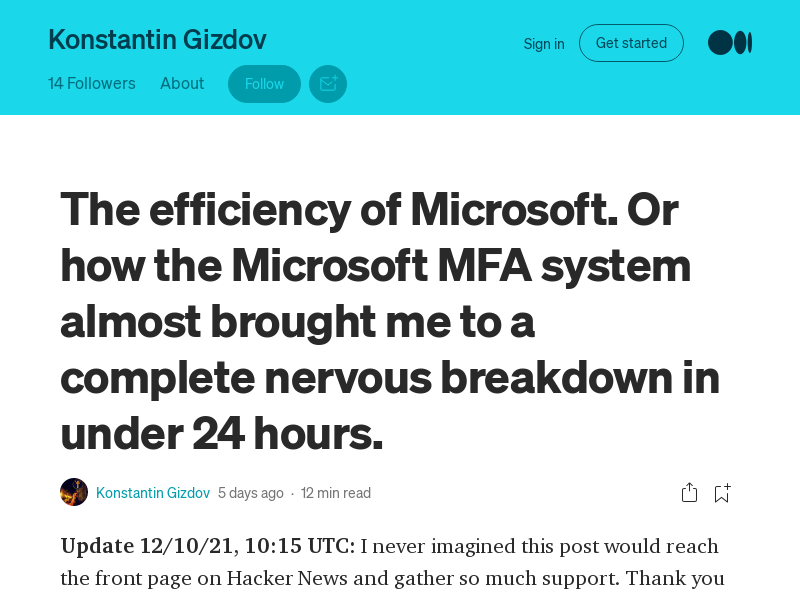 Konstantin Gizdov
Sign in
Get started
14 Followers
About
Follow
The efficiency of Microsoft. Or
how the Microsoft MFA system
almost brought me to a
complete nervous breakdown in
under 24 hours.
Konstantin Gizdov 5 days ago · 12 min read
Update 12/10/21, 10:15 UTC: I never imagined this post would reach
the front page on Hacker News and gather so much support. Thank you